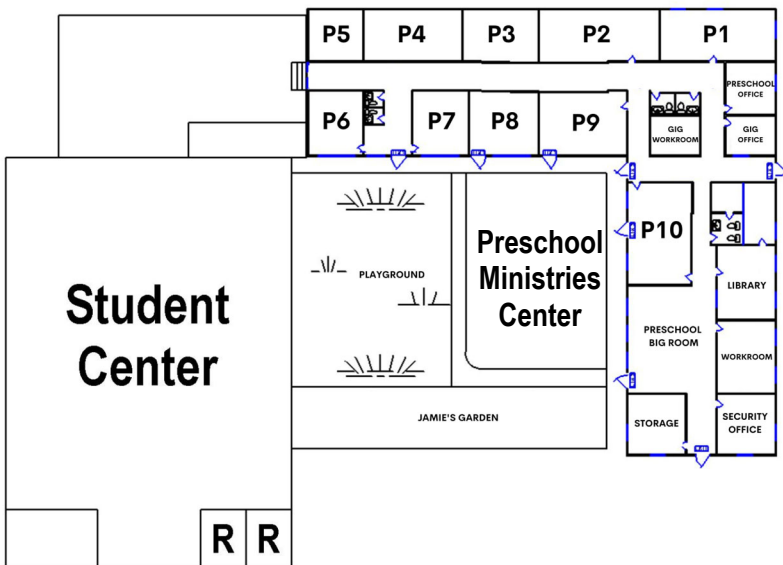 P5
P4
P3
P2
P1
PRESCHOOL
OFFICE
P6
P7
P8
P9
GIG
WORKROOM
GIG
OFFICE
P10
Preschool
Ministries
Center
PLAYGROUND
LIBRARY
Student
Center
PRESCHOOL
BIG ROOM
WORKROOM
JAMIE'S GARDEN
STORAGE
SECURITY
OFFICE
R
R